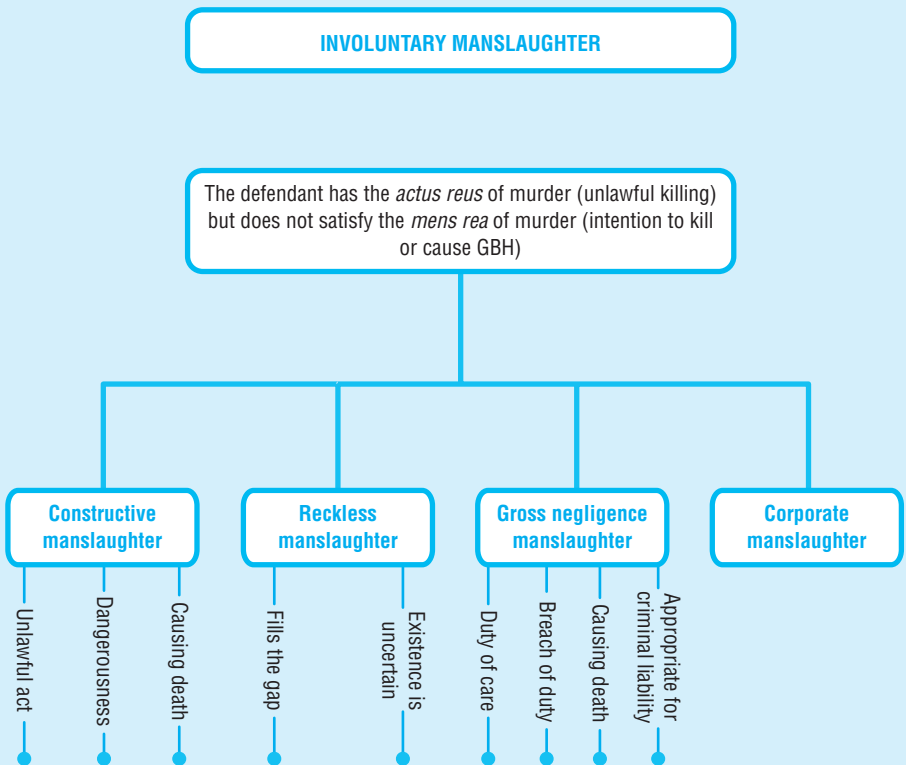 INVOLUNTARY MANSLAUGHTER
The defendant has the actus reus of murder (unlawful killing)
but does not satisfy the mens rea of murder (intention to kill
or cause GBH)
Constructive
manslaughter
Reckless
manslaughter
Gross negligence
manslaughter
Corporate
manslaughter
Unlawful act
Dangerousness
Causing death
Fills the gap
Existence is
uncertain
Duty of care
Breach of duty
Causing death
Appropriate for
criminal liability